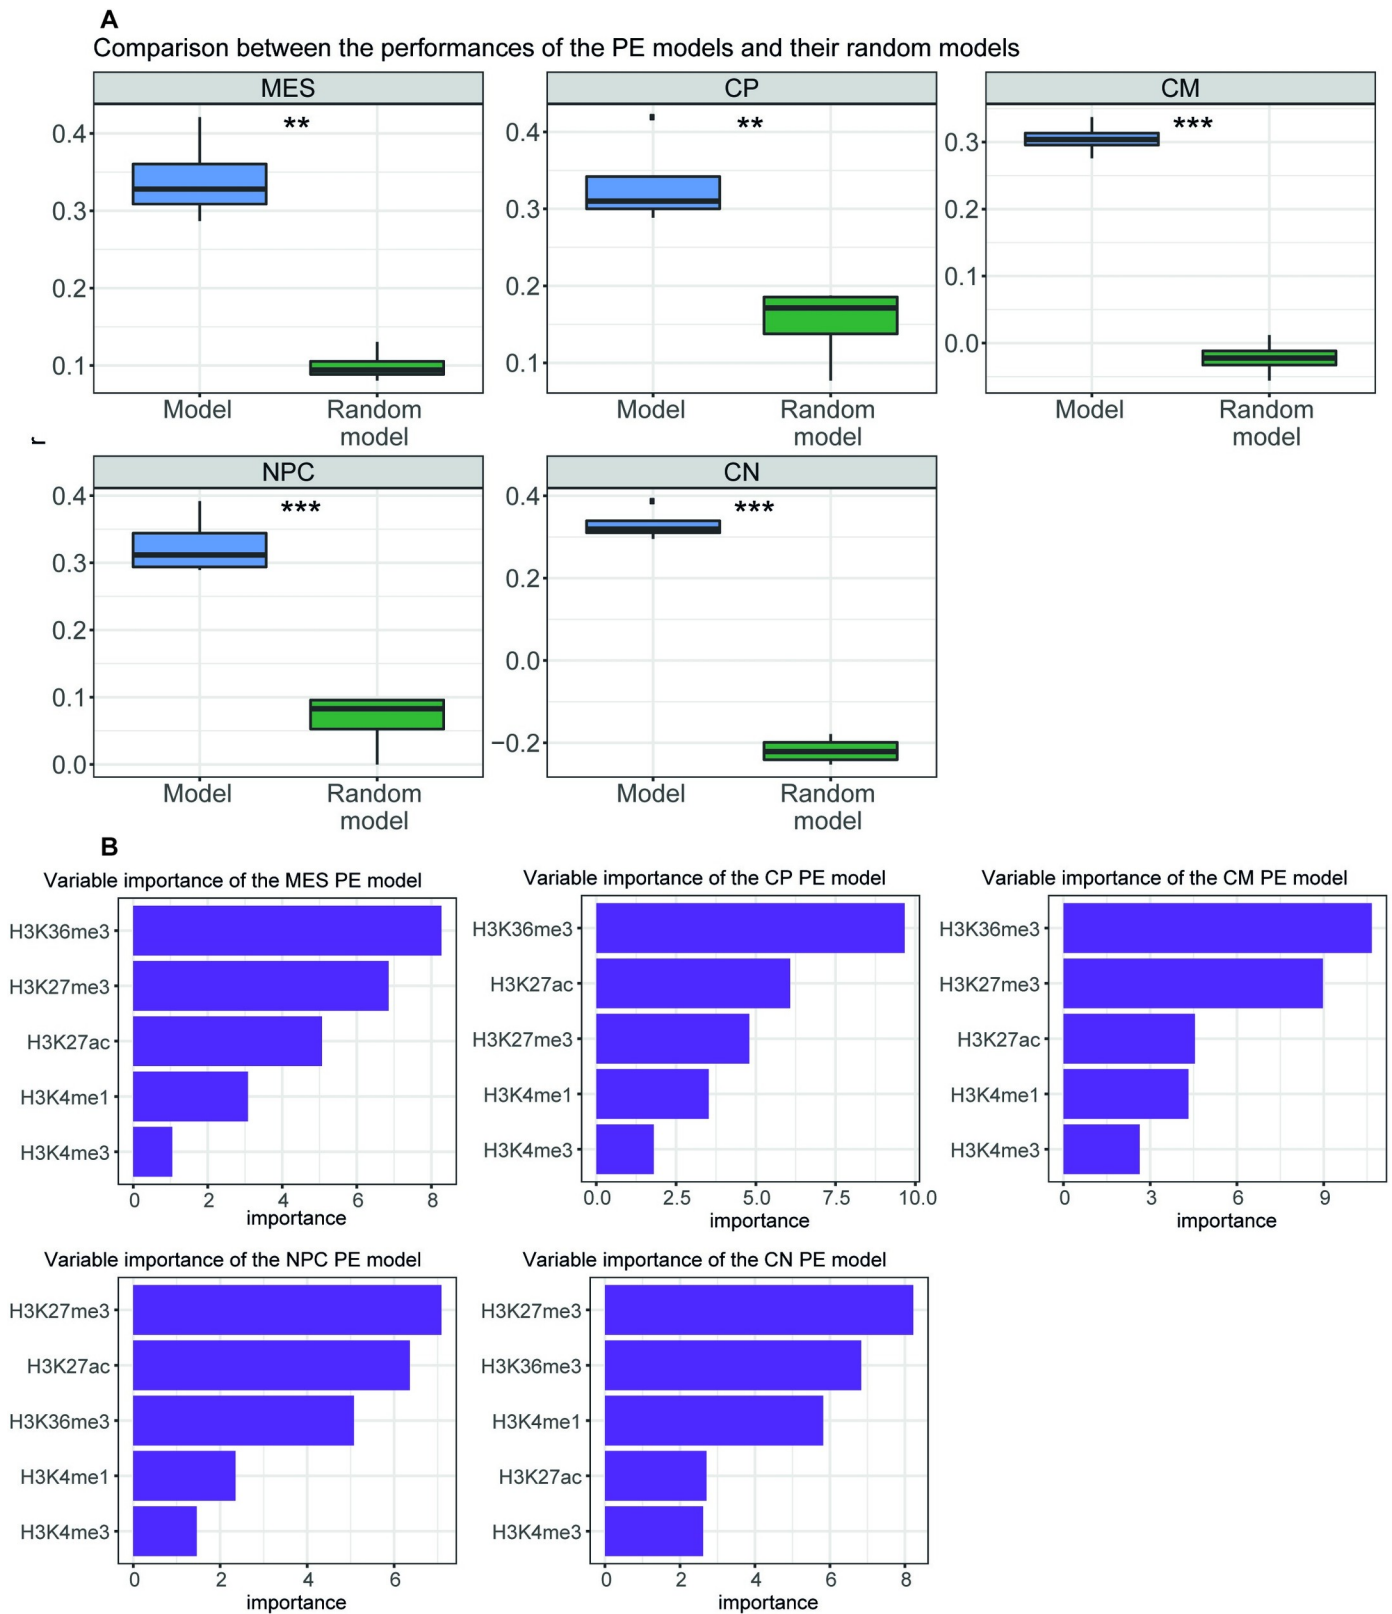 A
Comparison between the performances of the PE models and their random models
MES
**
0.4
0.3
0.2
0.1
Model
Random
model
CP
**
0.4
0.3
0.2
0.1
Model
Random
model
CM
***
0.3
0.2
0.1
0.0
Model
Random
model
r
NPC
***
0.4
0.3
0.2
0.1
0.0
Model
Random
model
CN
***
0.4
0.2
0.0
−0.2
Model
Random
model
B
Variable importance of the MES PE model
H3K36me3
H3K27me3
H3K27ac
H3K4me1
H3K4me3
0 2 4 6 8
importance
Variable importance of the CP PE model
H3K36me3
H3K27ac
H3K27me3
H3K4me1
H3K4me3
0.0 2.5 5.0 7.5 10.0
importance
Variable importance of the CM PE model
H3K36me3
H3K27me3
H3K27ac
H3K4me1
H3K4me3
0 3 6 9
importance
Variable importance of the NPC PE model
H3K27me3
H3K27ac
H3K36me3
H3K4me1
H3K4me3
0 2 4 6
importance
Variable importance of the CN PE model
H3K27me3
H3K36me3
H3K4me1
H3K27ac
H3K4me3
0 2 4 6 8
importance